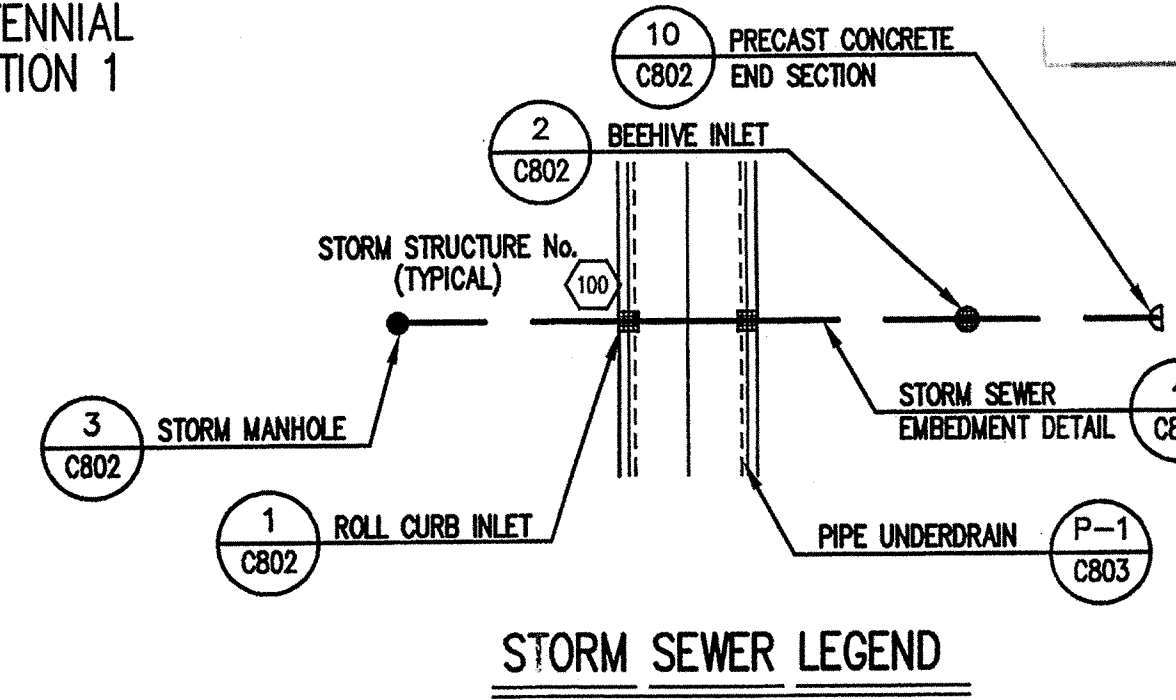 TENNIAL
TION 1
10
C802
PRECAST CONCRETE
END SECTION
2
C802
BEEHIVE INLET
STORM STRUCTURE No.
(TYPICAL)
100
3
C802
STORM MANHOLE
STORM SEWER
EMBEDMENT DETAIL
1
C802
ROLL CURB INLET
PIPE UNDERDRAIN
P-1
C803
STORM SEWER LEGEND